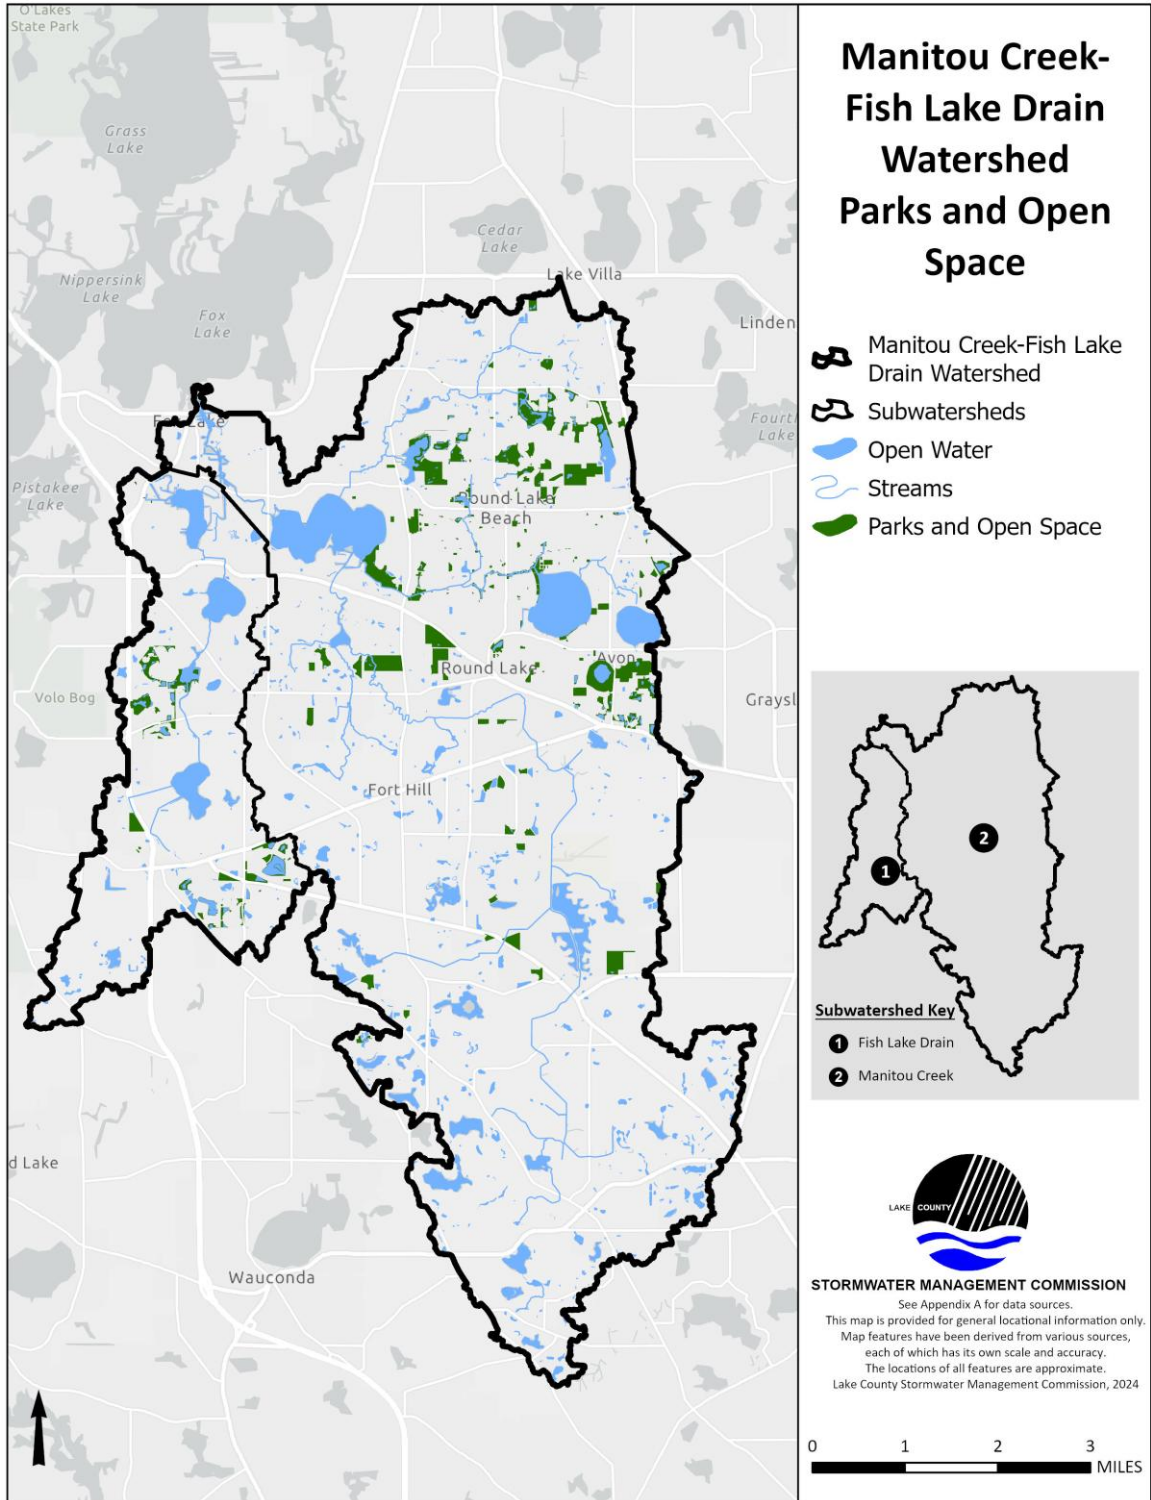 O'Lakes
State Park
Grass
Lake
Cedar
Lake
Lake Villa
Nippersink
Lake
Fox
Lake
Linden
Fox Lake
Fourth
Lake
Pistakee
Lake
Round Lake
Beach
Avon
Round Lake
Volo Bog
Graysl
Fort Hill
d Lake
Wauconda
Manitou Creek-
Fish Lake Drain
Watershed
Parks and Open
Space
Manitou Creek-Fish Lake
Drain Watershed
Subwatersheds
Open Water
Streams
Parks and Open Space
1
2
Subwatershed Key
1 Fish Lake Drain
2 Manitou Creek
LAKE COUNTY
STORMWATER MANAGEMENT COMMISSION
See Appendix A for data sources.
This map is provided for general locational information only.
Map features have been derived from various sources,
each of which has its own scale and accuracy.
The locations of all features are approximate.
Lake County Stormwater Management Commission, 2024
0 1 2 3
MILES